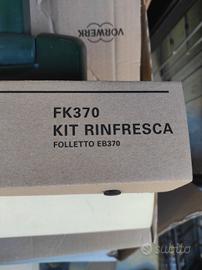 VORWERK
FK370
KIT RINFRESCA
FOLLETTO EB370
subito